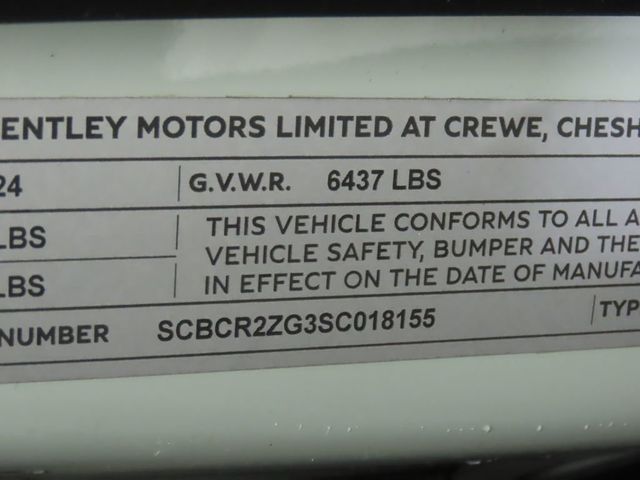 ENTLEY MOTORS LIMITED AT CREWE, CHESH
24 G.V.W.R. 6437 LBS
LBS THIS VEHICLE CONFORMS TO ALL A
VEHICLE SAFETY, BUMPER AND THE
LBS IN EFFECT ON THE DATE OF MANUFA
NUMBER SCBCR2ZG3SC018155 TYP